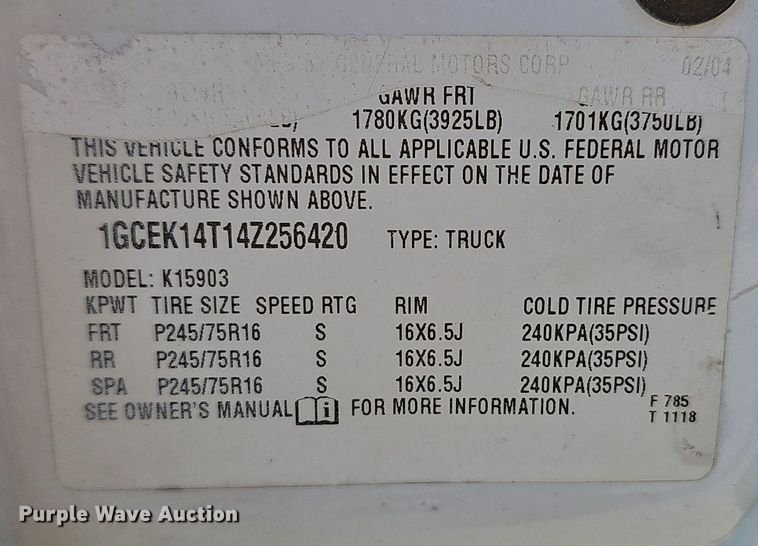 GENERAL MOTORS CORP 02/04
GVWR GAWR FRT GAWR RR
1780KG(3925LB) 1701KG(3750LB)
THIS VEHICLE CONFORMS TO ALL APPLICABLE U.S. FEDERAL MOTOR
VEHICLE SAFETY STANDARDS IN EFFECT ON THE DATE OF
MANUFACTURE SHOWN ABOVE.
1GCEK14T14Z256420 TYPE: TRUCK
MODEL: K15903
KPWT TIRE SIZE SPEED RTG RIM COLD TIRE PRESSURE
FRT P245/75R16 S 16X6.5J 240KPA(35PSI)
RR P245/75R16 S 16X6.5J 240KPA(35PSI)
SPA P245/75R16 S 16X6.5J 240KPA(35PSI)
SEE OWNER'S MANUAL i FOR MORE INFORMATION.
F 785
T 1118
Purple Wave Auction